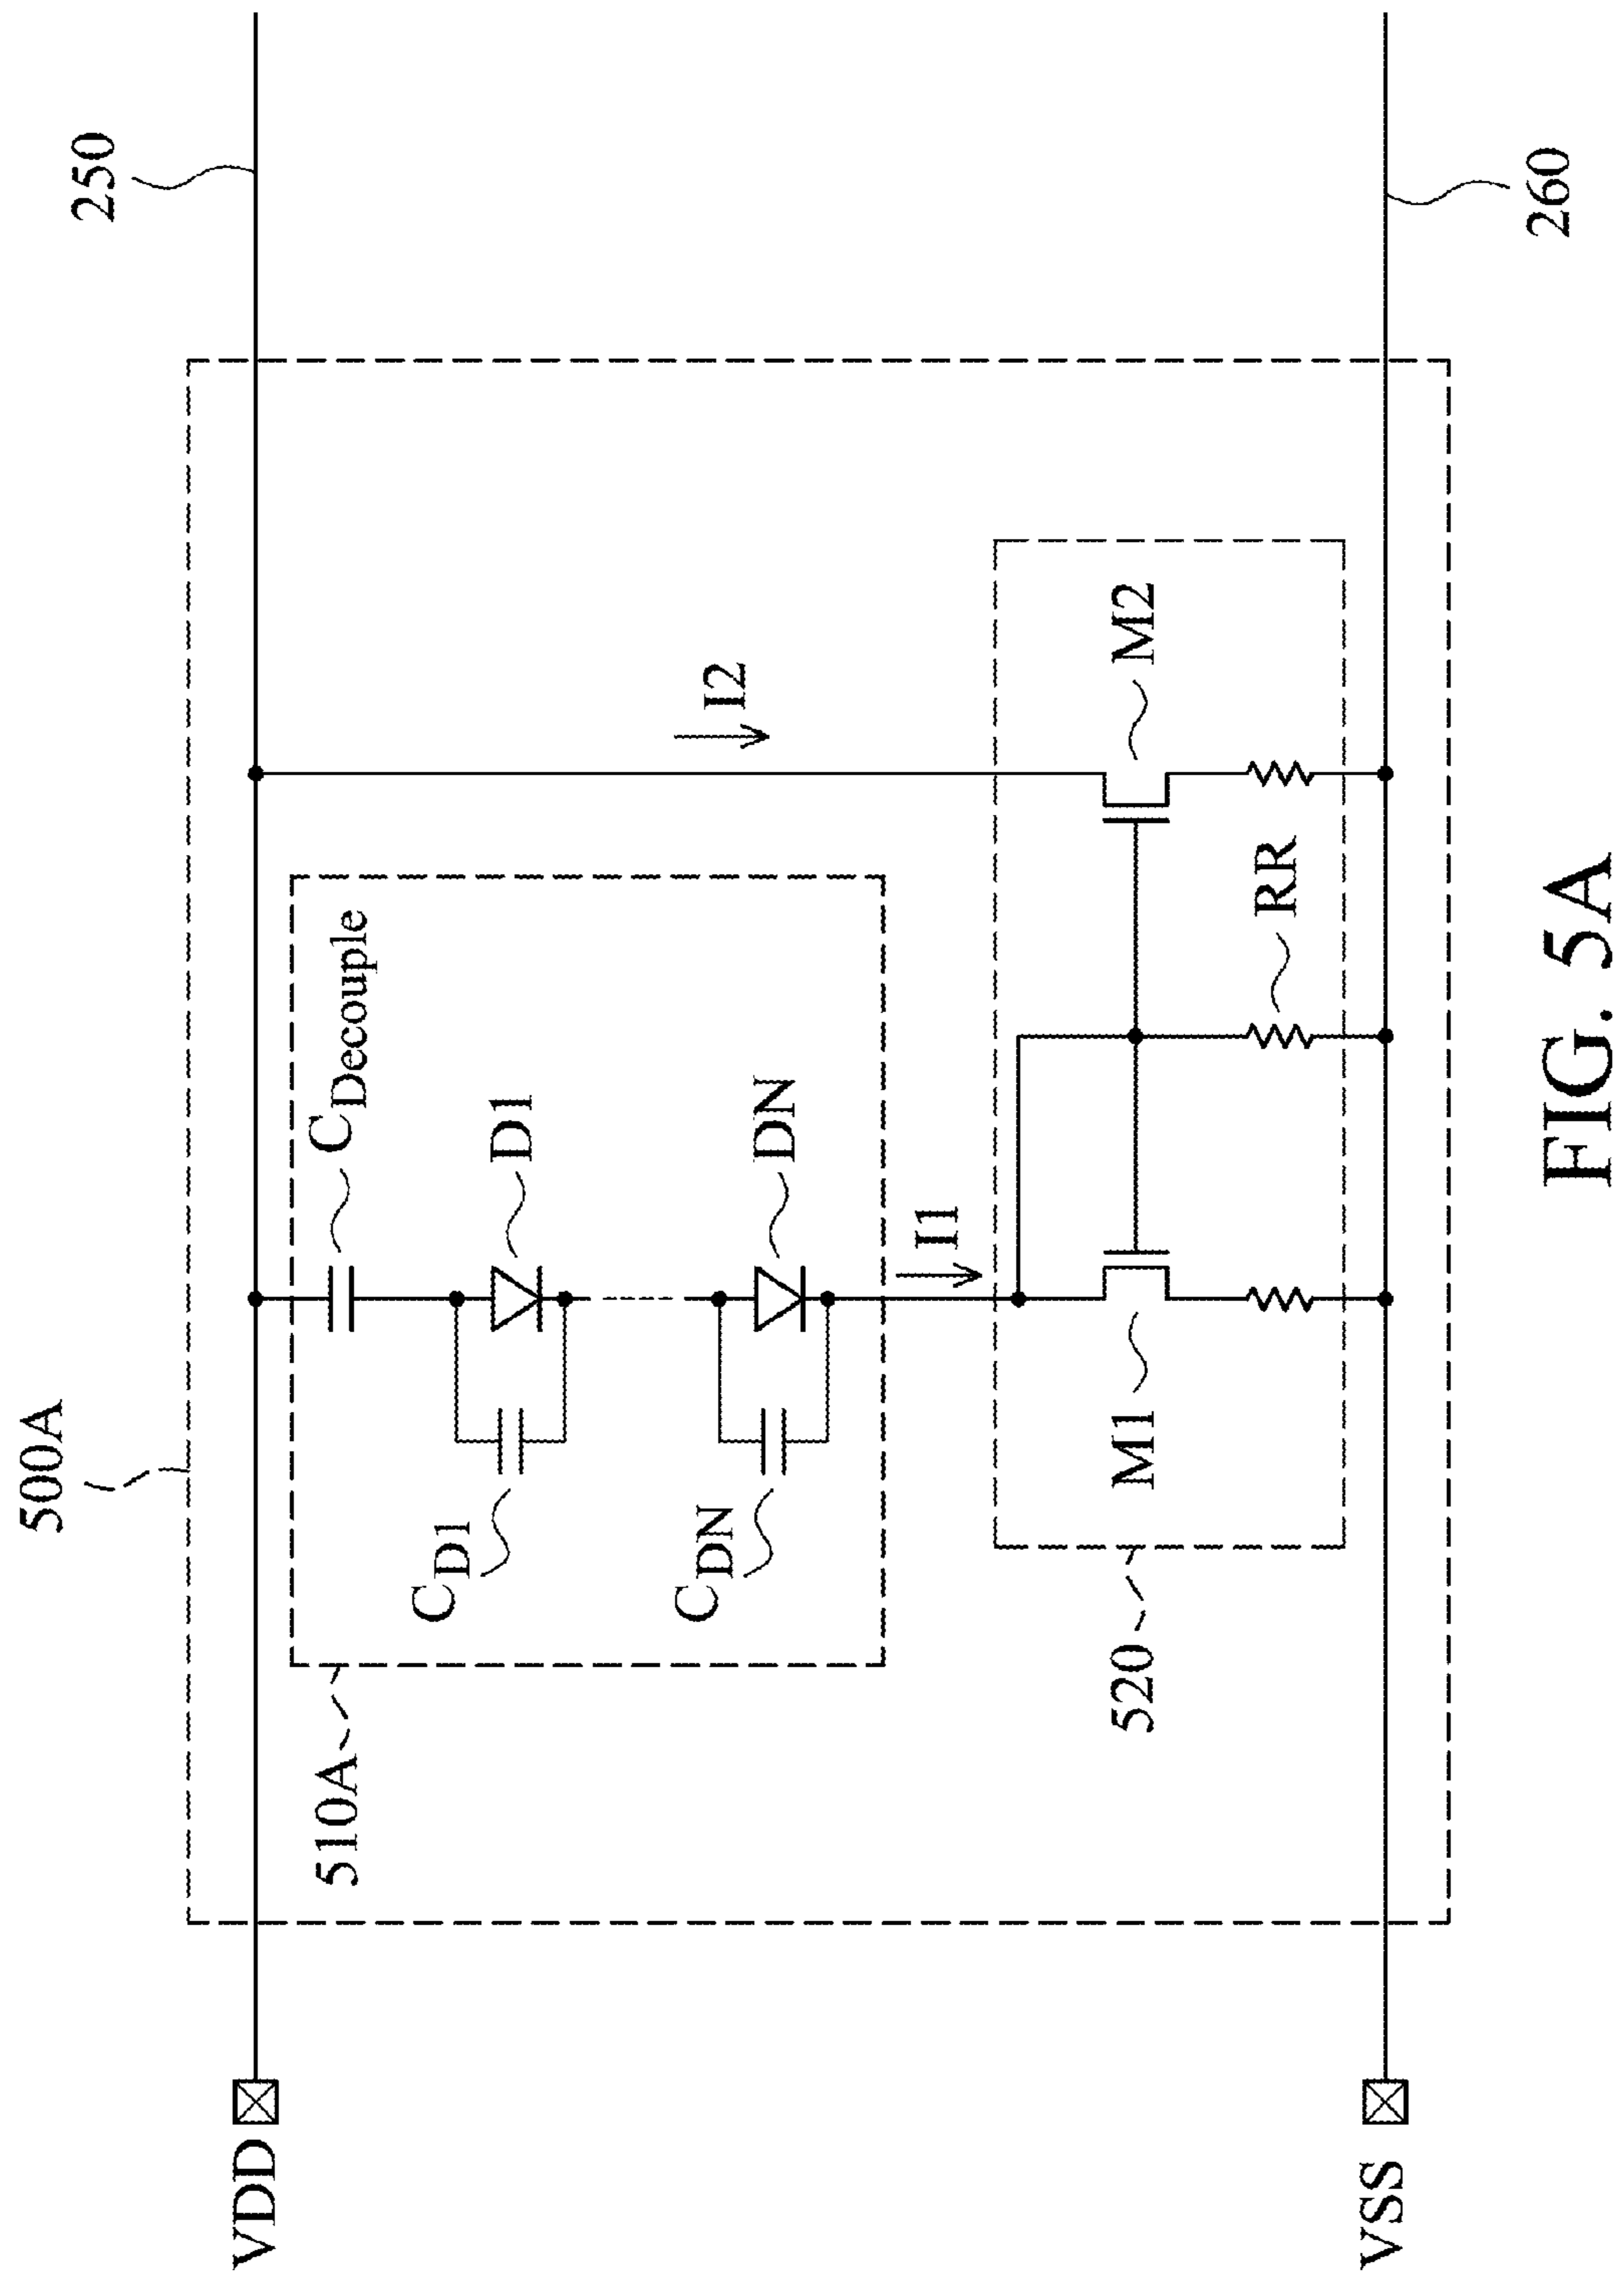 500A
250
VDD
510A
C_Decouple
C_D1
D1
I2
C_DN
DN
I1
520
M1
M2
RR
VSS
260
FIG. 5A